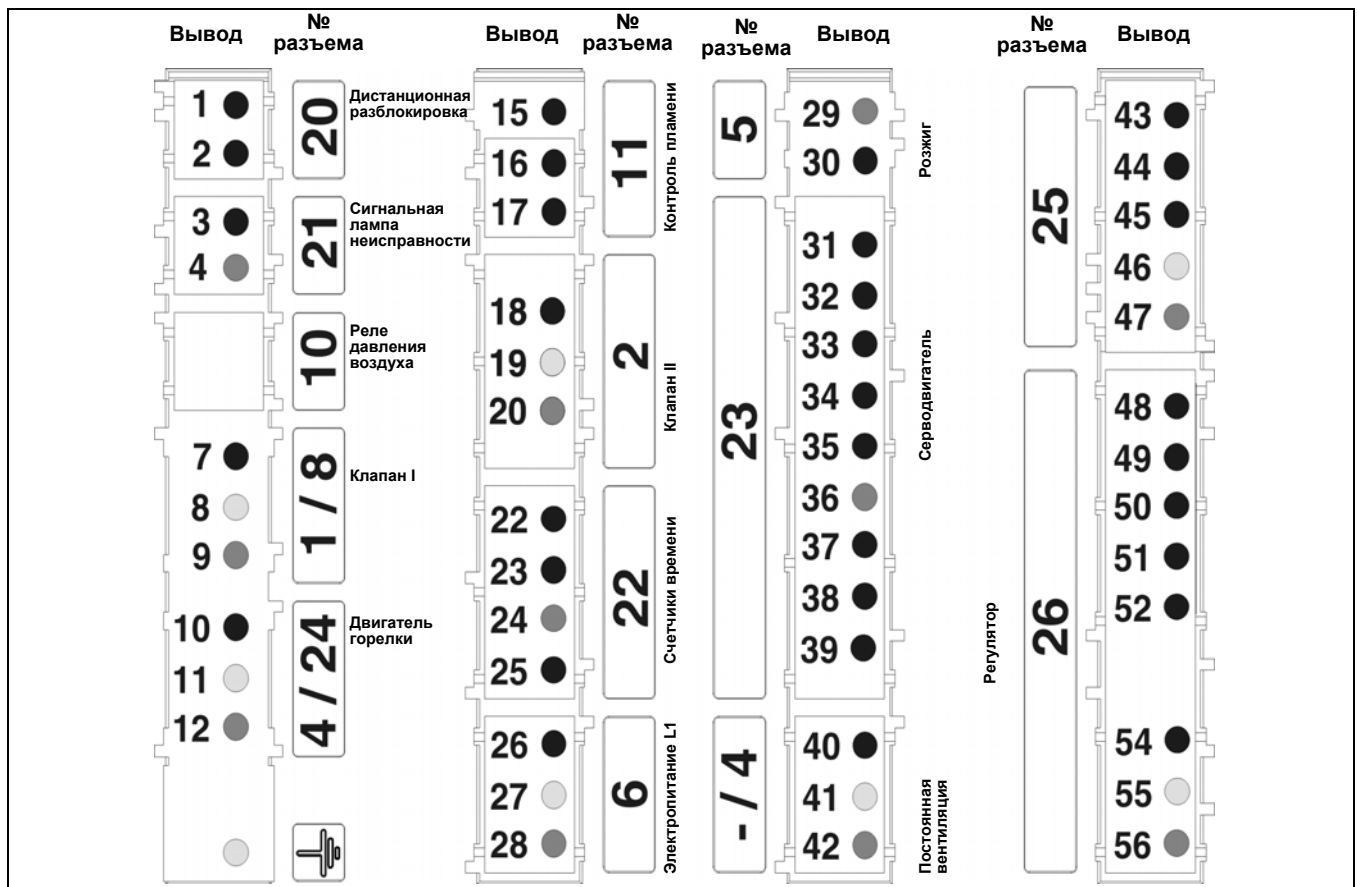 Вывод
№
разъема
Вывод
№
разъема
№
разъема
Вывод
№
разъема
Вывод
1
2
20
Дистанционная
разблокировка
3
4
21
Сигнальная
лампа
неисправности
10
Реле
давления
воздуха
7
8
9
1 / 8
Клапан I
10
11
12
4 / 24
Двигатель
горелки
15
16
17
11
Контроль пламени
18
19
20
2
Клапан II
22
23
24
25
22
Счетчики времени
26
27
28
6
Электропитание L1
5
29
30
Розжиг
23
31
32
33
34
35
36
37
38
39
Серводвигатель
- / 4
40
41
42
Постоянная
вентиляция
25
43
44
45
46
47
Регулятор
26
48
49
50
51
52
54
55
56